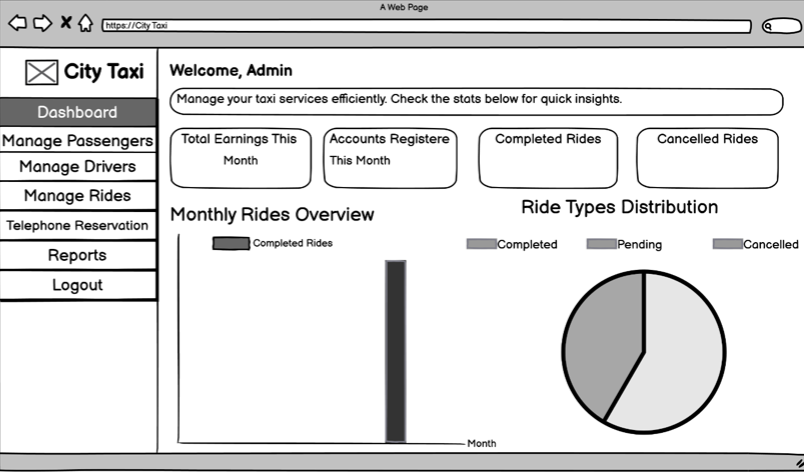 A Web Page
https://City Taxi
City Taxi
Dashboard
Manage Passengers
Manage Drivers
Manage Rides
Telephone Reservation
Reports
Logout
Welcome, Admin
Manage your taxi services efficiently. Check the stats below for quick insights.
Total Earnings This
Month
Accounts Registere
This Month
Completed Rides
Cancelled Rides
Monthly Rides Overview
Completed Rides
Month
Ride Types Distribution
Completed
Pending
Cancelled